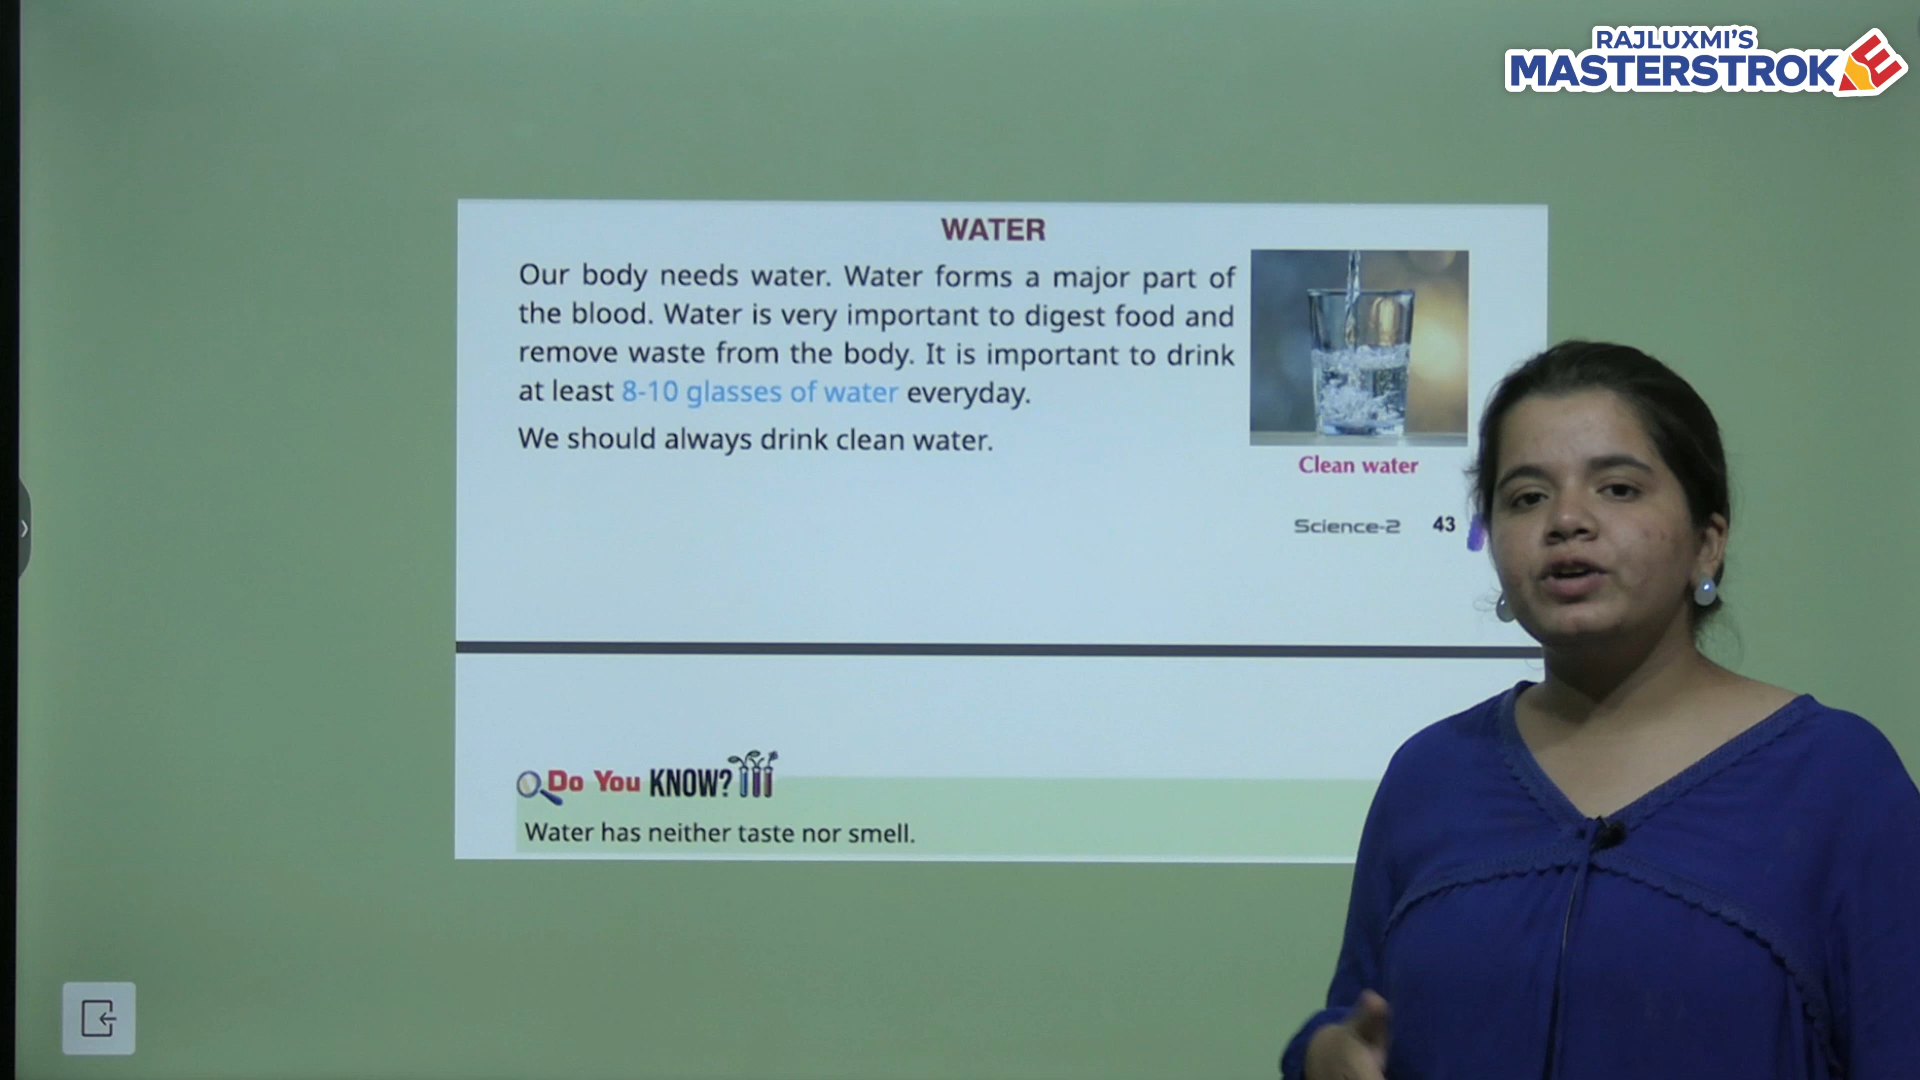 RAJLUXMI'S
MASTERSTROKE
WATER
Our body needs water. Water forms a major part of
the blood. Water is very important to digest food and
remove waste from the body. It is important to drink
at least 8-10 glasses of water everyday.
We should always drink clean water.
Clean water
Science-2 43
Do You KNOW?
Water has neither taste nor smell.